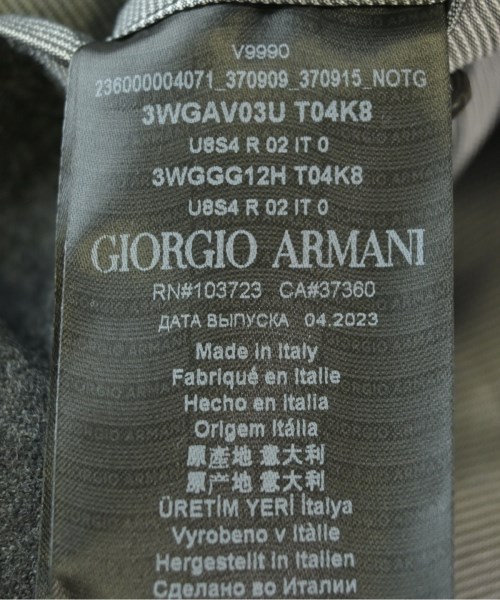 V9990
236000004071_370909_370915_NOTG
3WGAV03U T04K8
U8S4 R 02 IT 0
3WGGG12H T04K8
U8S4 R 02 IT 0
GIORGIO ARMANI
RN#103723 CA#37360
ДАТА ВЫПУСКА 04.2023
Made in Italy
Fabriqué en Italie
Hecho en Italia
Origem Itália
原產地 意大利
原产地 意大利
ÜRETİM YERİ İtalya
Vyrobeno v Itàlie
Hergestellt in Italien
Сделано во Италии